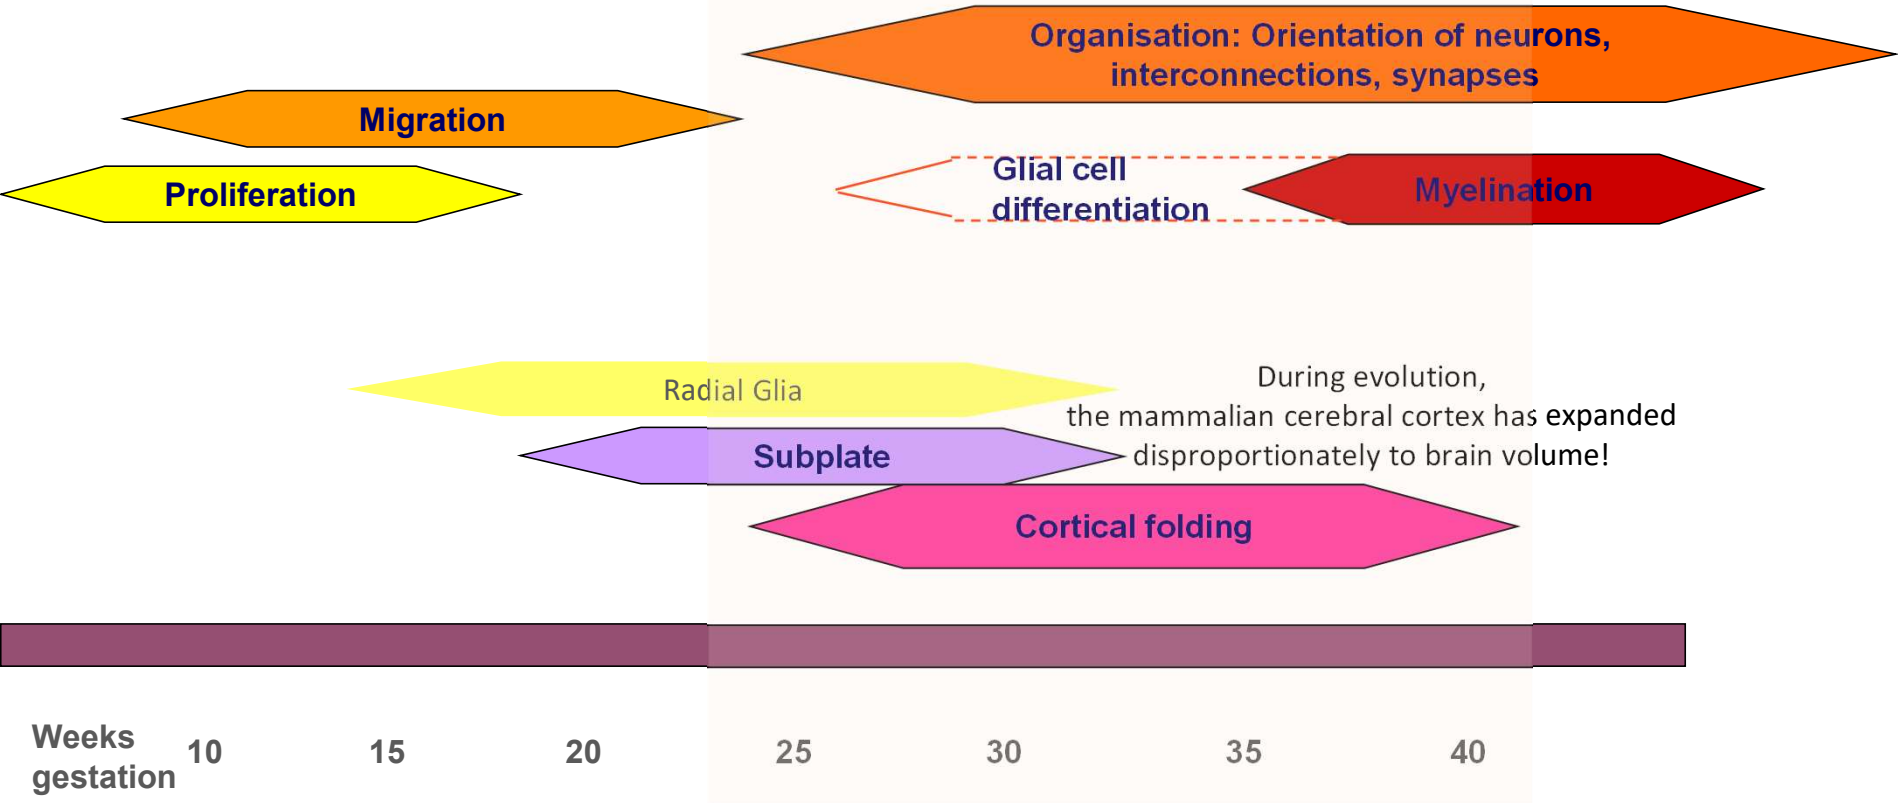 Organisation: Orientation of neurons,
interconnections, synapses
Migration
Proliferation
Glial cell
differentiation
Myelination
Radial Glia
Subplate
During evolution,
the mammalian cerebral cortex has expanded
disproportionately to brain volume!
Cortical folding
Weeks
gestation
10 15 20 25 30 35 40